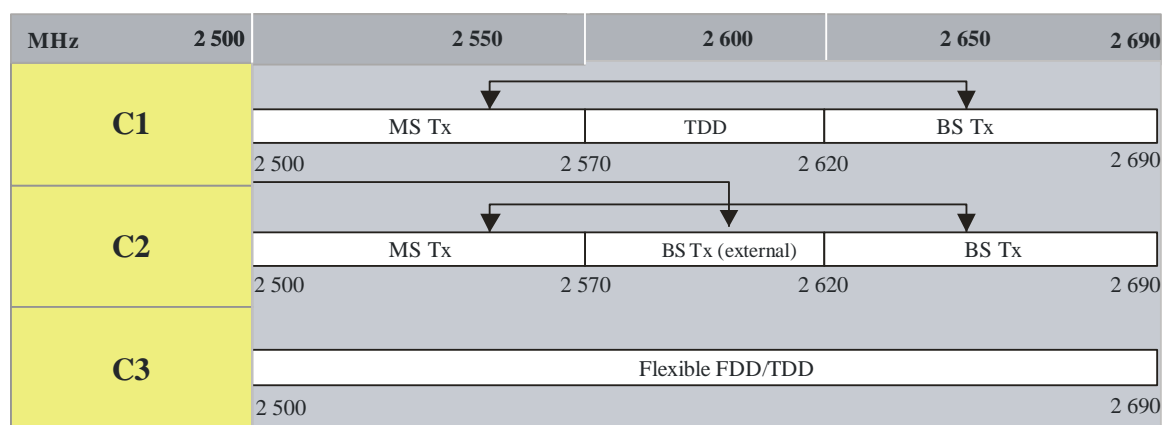 MHz 2 500 2 550 2 600 2 650 2 690
C1
MS Tx TDD BS Tx
2 500 2 570 2 620 2 690
C2
MS Tx BS Tx (external) BS Tx
2 500 2 570 2 620 2 690
C3
Flexible FDD/TDD
2 500 2 690